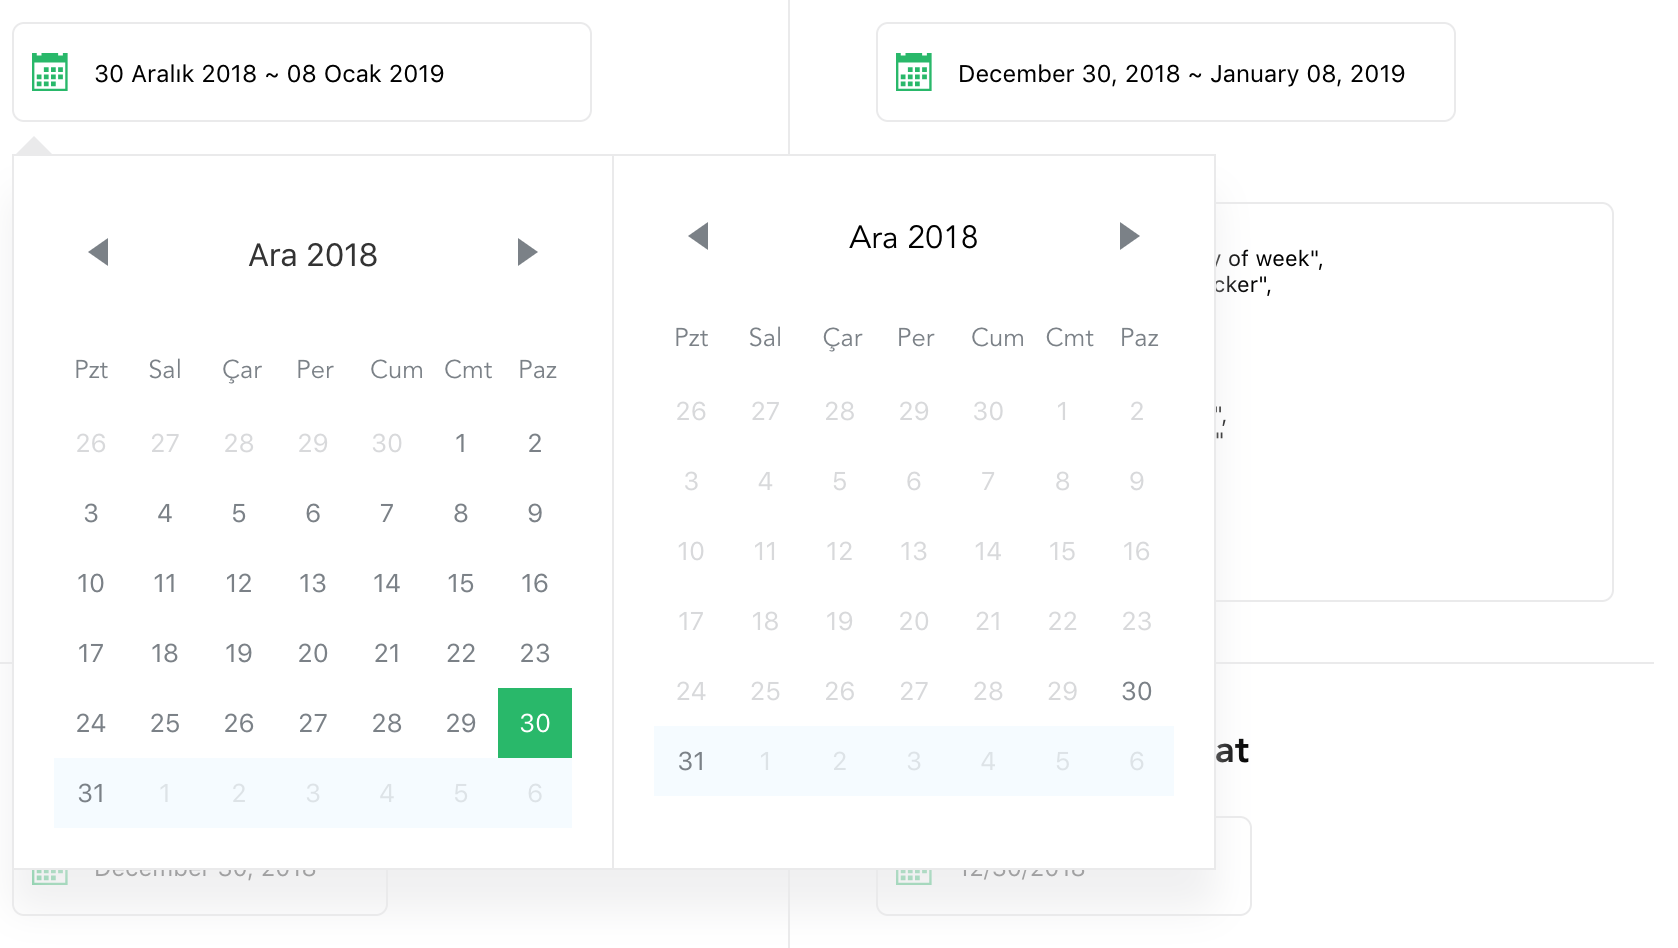 30 Aralık 2018 ~ 08 Ocak 2019
December 30, 2018 ~ January 08, 2019
Ara 2018
Pzt Sal Çar Per Cum Cmt Paz
26 27 28 29 30 1 2
3 4 5 6 7 8 9
10 11 12 13 14 15 16
17 18 19 20 21 22 23
24 25 26 27 28 29 30
31 1 2 3 4 5 6
Ara 2018
Pzt Sal Çar Per Cum Cmt Paz
26 27 28 29 30 1 2
3 4 5 6 7 8 9
10 11 12 13 14 15 16
17 18 19 20 21 22 23
24 25 26 27 28 29 30
31 1 2 3 4 5 6
y of week",
cker",
",
"
at
December 30, 2018
12/30/2018